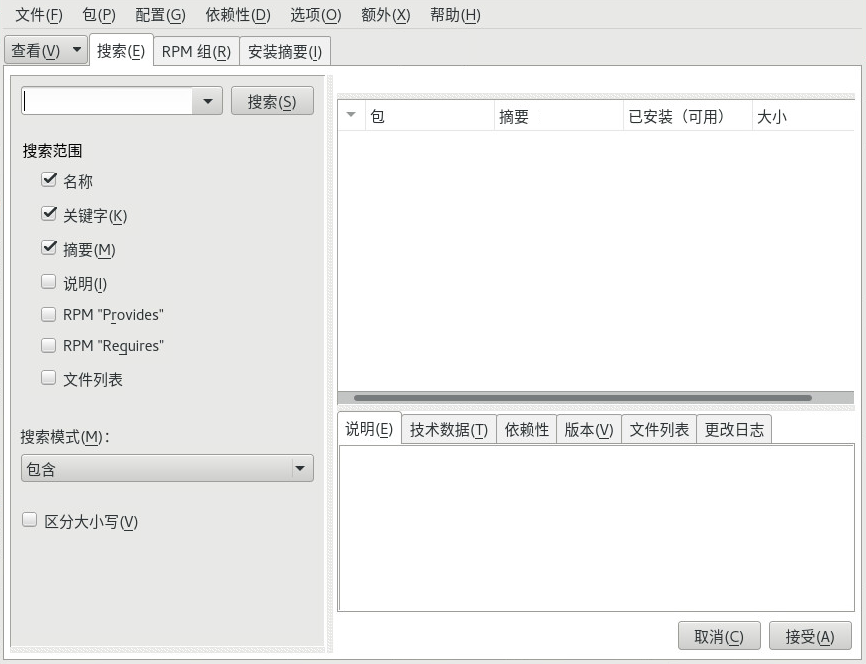 文件(F) 包(P) 配置(G) 依赖性(D) 选项(O) 额外(X) 帮助(H)
查看(V) 搜索(E) RPM 组(R) 安装摘要(I)
搜索(S)
搜索范围
名称
关键字(K)
摘要(M)
说明(I)
RPM "Provides"
RPM "Requires"
文件列表
搜索模式(M):
包含
区分大小写(V)
包 摘要 已安装（可用） 大小
说明(E) 技术数据(T) 依赖性 版本(V) 文件列表 更改日志
取消(C) 接受(A)